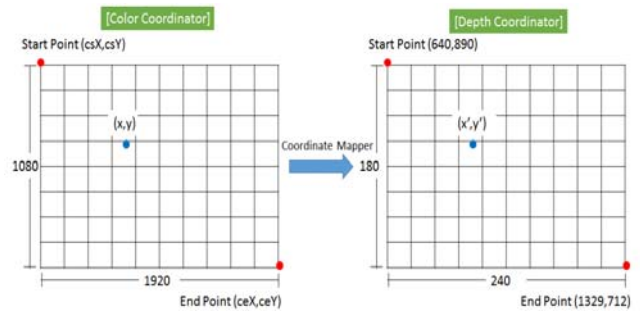 [Color Coordinator]
Start Point (csX,csY)
(x,y)
1080
1920
End Point (ceX,ceY)
Coordinate Mapper
[Depth Coordinator]
Start Point (640,890)
(x',y')
180
240
End Point (1329,712)